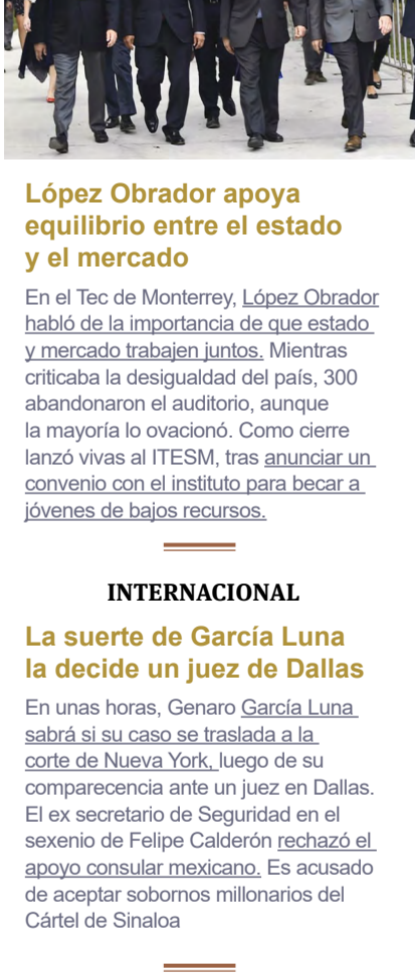 López Obrador apoya
equilibrio entre el estado
y el mercado
En el Tec de Monterrey, López Obrador
habló de la importancia de que estado
y mercado trabajen juntos. Mientras
criticaba la desigualdad del país, 300
abandonaron el auditorio, aunque
la mayoría lo ovacionó. Como cierre
lanzó vivas al ITESM, tras anunciar un
convenio con el instituto para becar a
jóvenes de bajos recursos.
INTERNACIONAL
La suerte de García Luna
la decide un juez de Dallas
En unas horas, Genaro García Luna
sabrá si su caso se traslada a la
corte de Nueva York, luego de su
comparecencia ante un juez en Dallas.
El ex secretario de Seguridad en el
sexenio de Felipe Calderón rechazó el
apoyo consular mexicano. Es acusado
de aceptar sobornos millonarios del
Cártel de Sinaloa